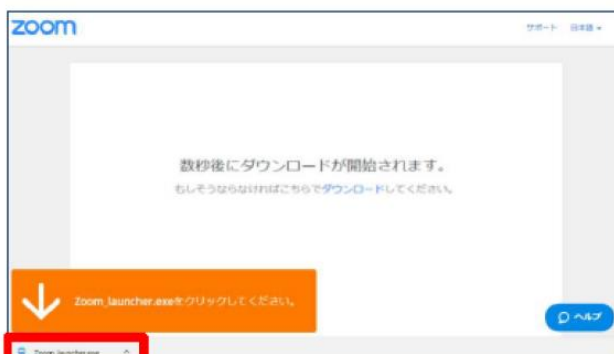 zoom
サポート 日本語
数秒後にダウンロードが開始されます。
もしそうならなければこちらでダウンロードしてください。
Zoom_launcher.exeをクリックしてください。
ヘルプ
Zoom_launcher.exe